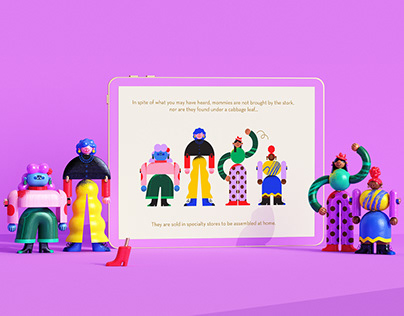 In spite of what you may have heard, mommies are not brought by the stork,
nor are they found under a cabbage leaf...
They are sold in specialty stores to be assembled at home.